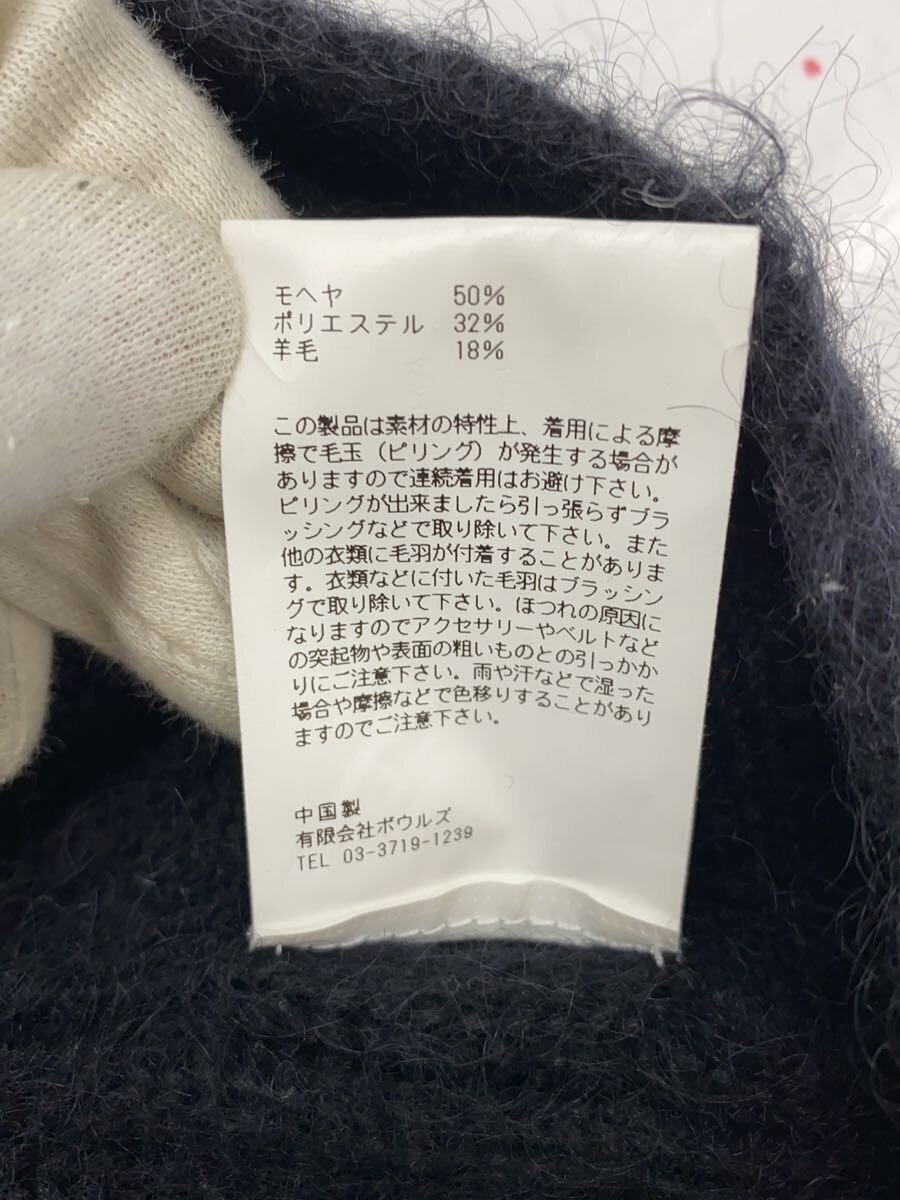 モヘヤ 50%
ポリエステル 32%
羊毛 18%
この製品は素材の特性上、着用による摩
擦で毛玉（ピリング）が発生する場合が
ありますので連続着用はお避け下さい。
ピリングが出来ましたら引っ張らずブラ
ッシングなどで取り除いて下さい。また
他の衣類に毛羽が付着することがありま
す。衣類などに付いた毛羽はブラッシン
グで取り除いて下さい。ほつれの原因に
なりますのでアクセサリーやベルトなど
の突起物や表面の粗いものとの引っかか
りにご注意下さい。雨や汗などで湿った
場合や摩擦などで色移りすることがあり
ますのでご注意下さい。
中国製
有限会社ボウルズ
TEL 03-3719-1239